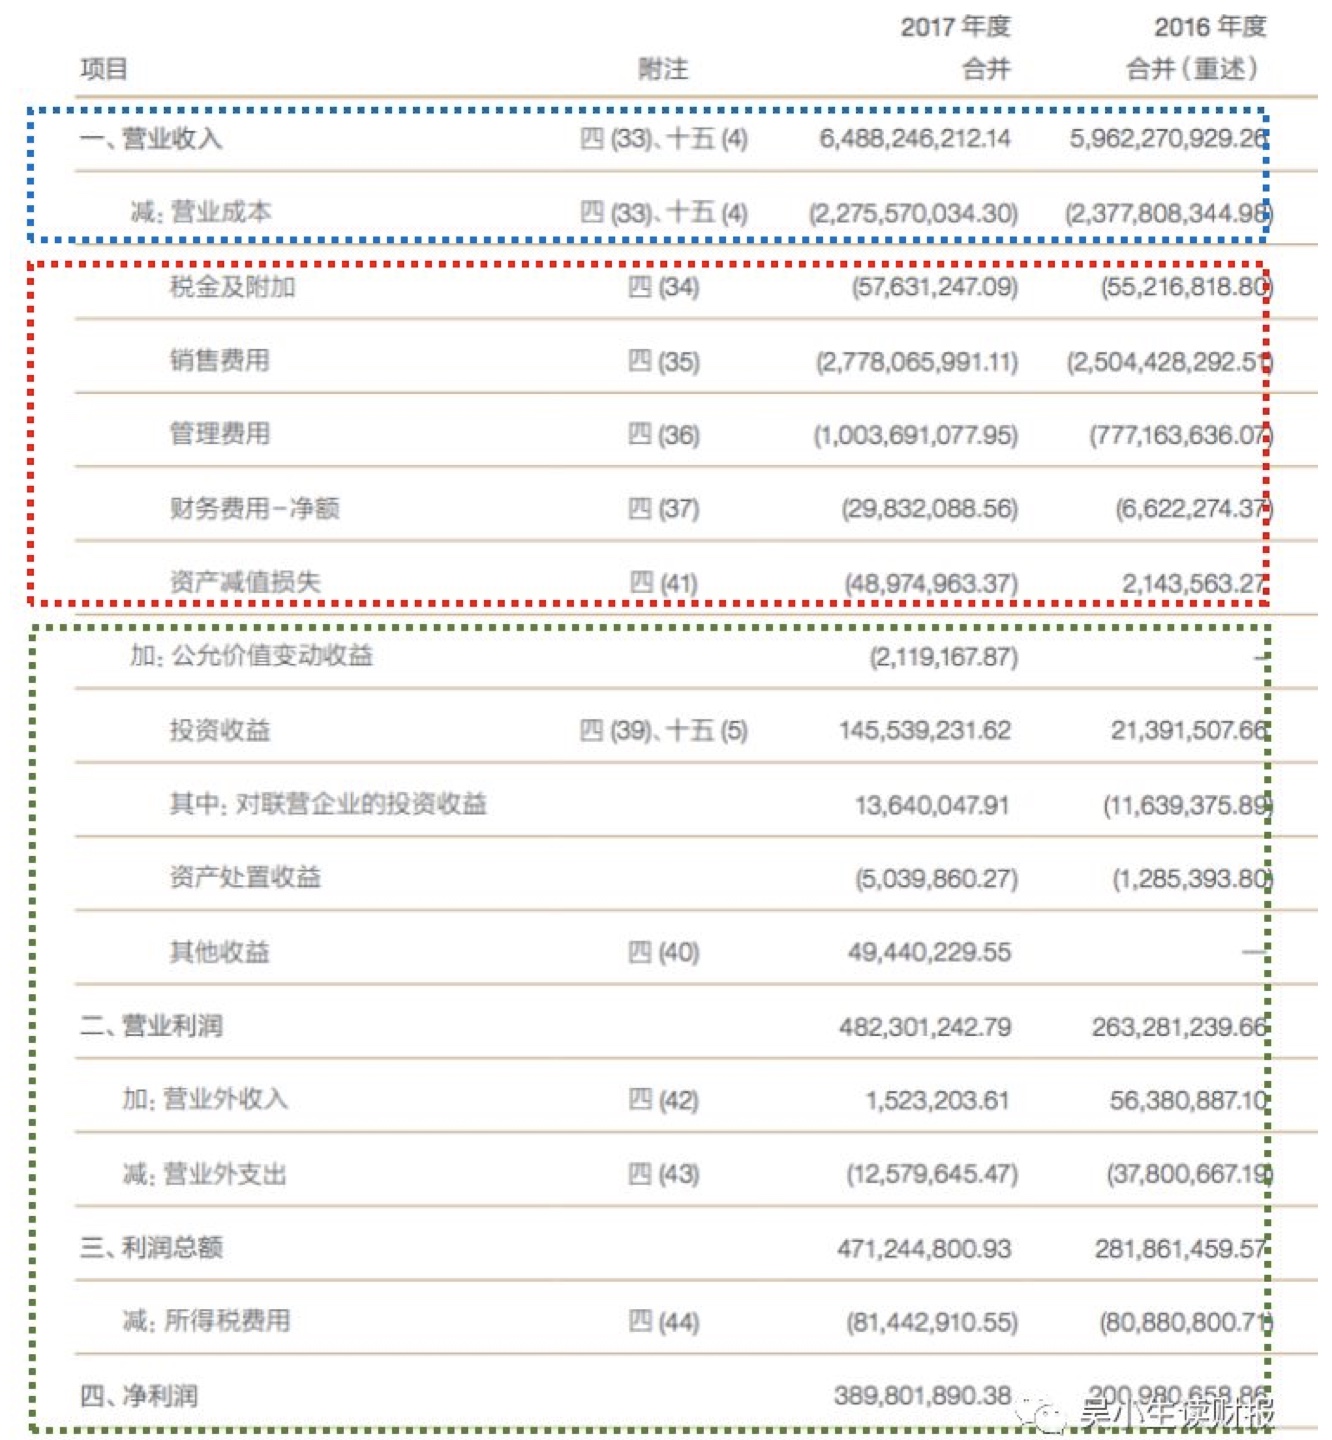 2017 年度 2016 年度
项目 附注 合并 合并(重述)
一、营业收入 四 (33)、十五 (4) 6,488,246,212.14 5,962,270,929.26
减: 营业成本 四 (33)、十五 (4) (2,275,570,034.30) (2,377,808,344.98)
税金及附加 四 (34) (57,631,247.09) (55,216,818.80)
销售费用 四 (35) (2,778,065,991.11) (2,504,428,292.51)
管理费用 四 (36) (1,003,691,077.95) (777,163,636.07)
财务费用-净额 四 (37) (29,832,088.56) (6,622,274.37)
资产减值损失 四 (41) (48,974,963.37) 2,143,563.27
加: 公允价值变动收益 (2,119,167.87) –
投资收益 四 (39)、十五 (5) 145,539,231.62 21,391,507.66
其中: 对联营企业的投资收益 13,640,047.91 (11,639,375.89)
资产处置收益 (5,039,860.27) (1,285,393.80)
其他收益 四 (40) 49,440,229.55 —
二、营业利润 482,301,242.79 263,281,239.66
加: 营业外收入 四 (42) 1,523,203.61 56,380,887.10
减: 营业外支出 四 (43) (12,579,645.47) (37,800,667.19)
三、利润总额 471,244,800.93 281,861,459.57
减: 所得税费用 四 (44) (81,442,910.55) (80,880,800.71)
四、净利润 389,801,890.38 200,980,658.86
吴小生读财报